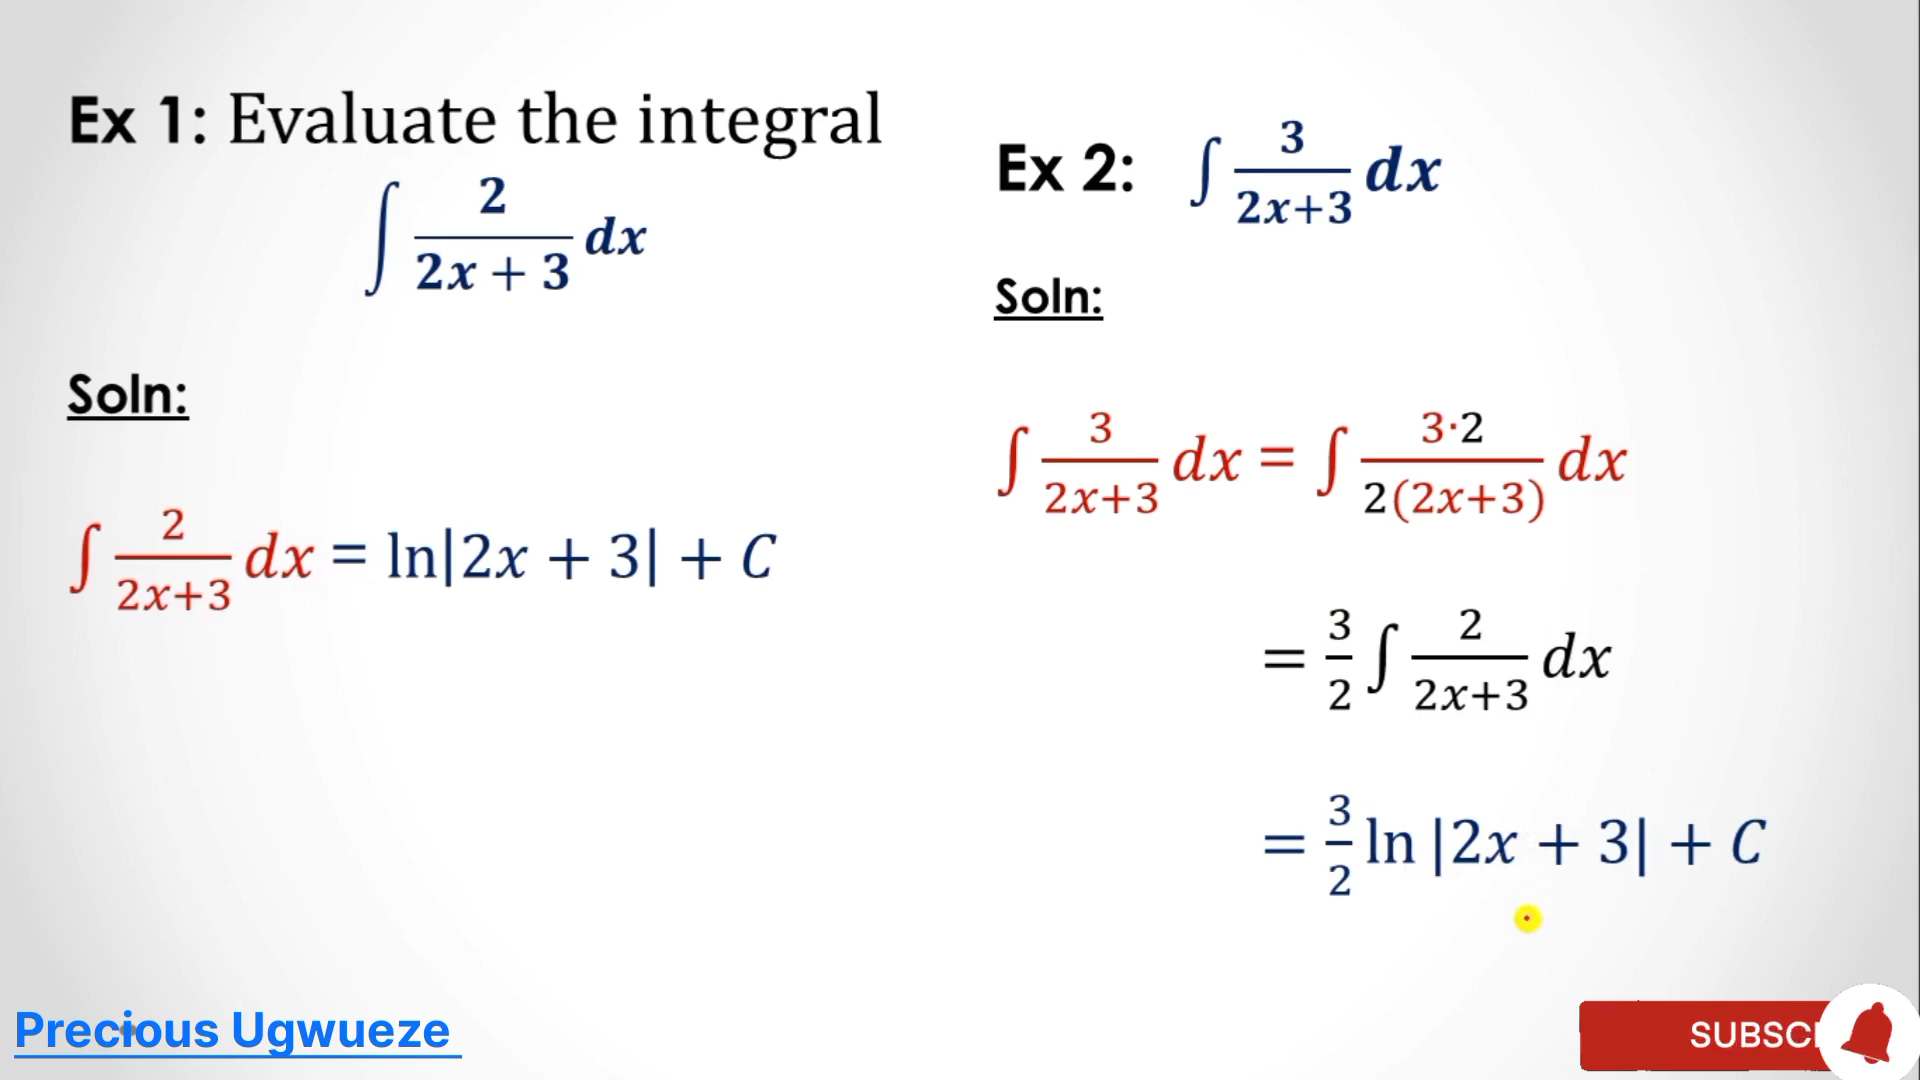 Ex 1: Evaluate the integral
∫ 2/(2x + 3) dx
Soln:
∫ 2/(2x+3) dx = ln|2x + 3| + C
Ex 2: ∫ 3/(2x+3) dx
Soln:
∫ 3/(2x+3) dx = ∫ 3·2/(2(2x+3)) dx
= 3/2 ∫ 2/(2x+3) dx
= 3/2 ln |2x + 3| + C
Precious Ugwueze